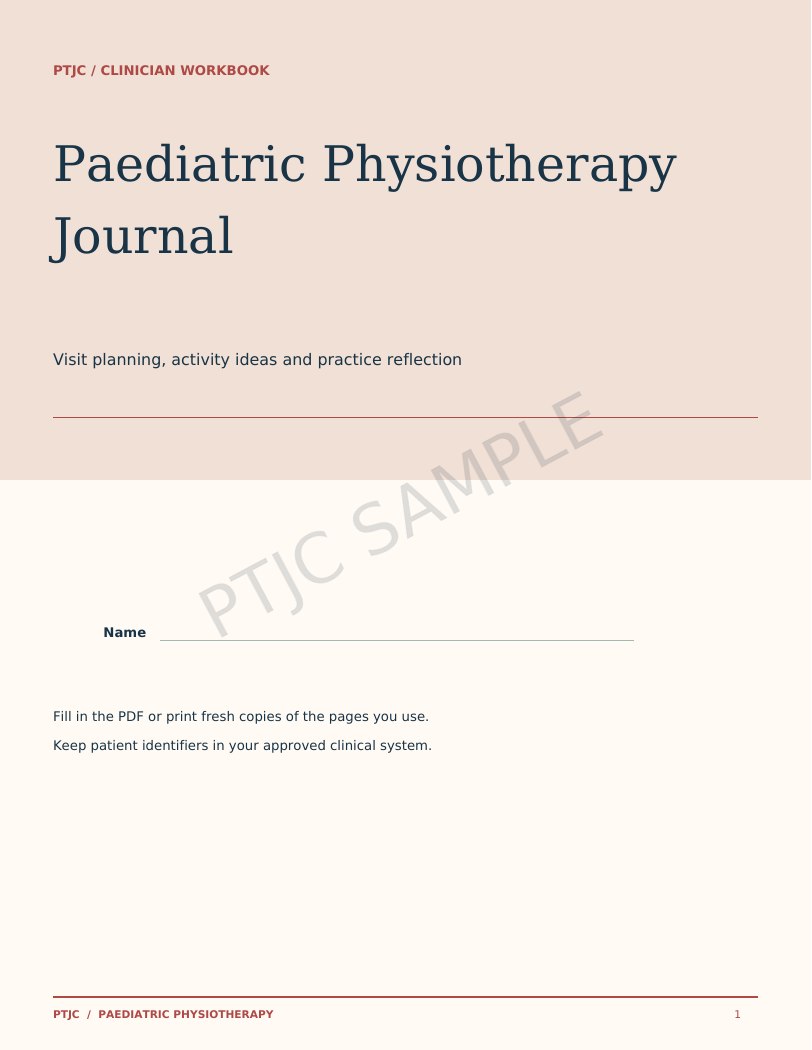 PTJC / CLINICIAN WORKBOOK
Paediatric Physiotherapy
Journal
Visit planning, activity ideas and practice reflection
PTJC SAMPLE
Name
Fill in the PDF or print fresh copies of the pages you use.
Keep patient identifiers in your approved clinical system.
PTJC / PAEDIATRIC PHYSIOTHERAPY 1